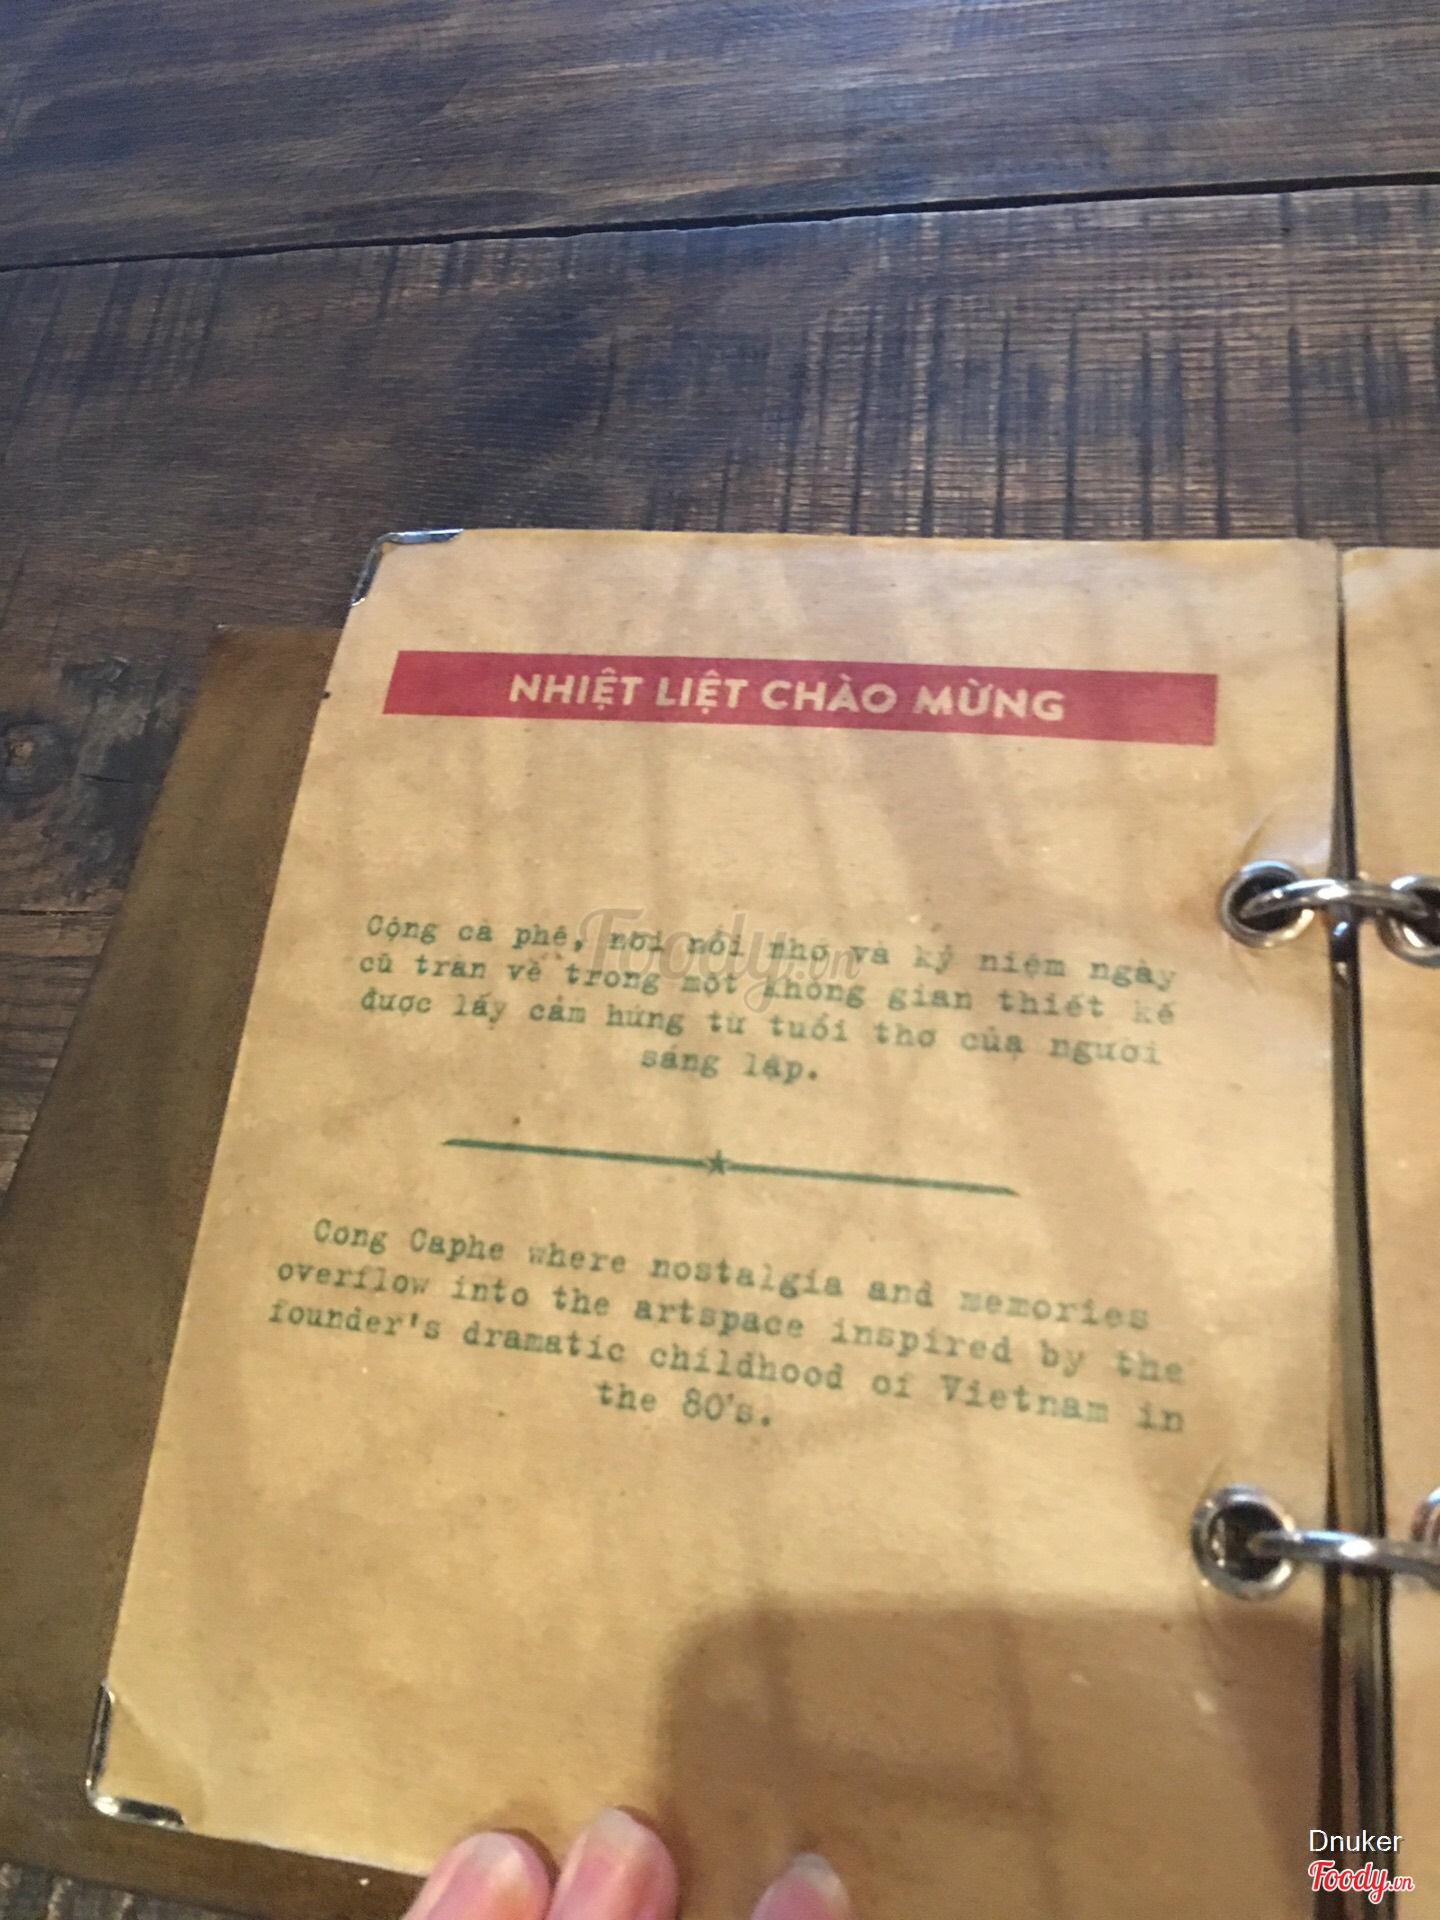 NHIỆT LIỆT CHÀO MỪNG
Cộng cà phê, nơi nỗi nhớ và kỷ niệm ngày
cũ tràn về trong một không gian thiết kế
được lấy cảm hứng từ tuổi thơ của người
sáng lập.
Cong Caphe where nostalgia and memories
overflow into the artspace inspired by the
founder's dramatic childhood of Vietnam in
the 80's.
Foody.vn
Dnuker
Foody.vn